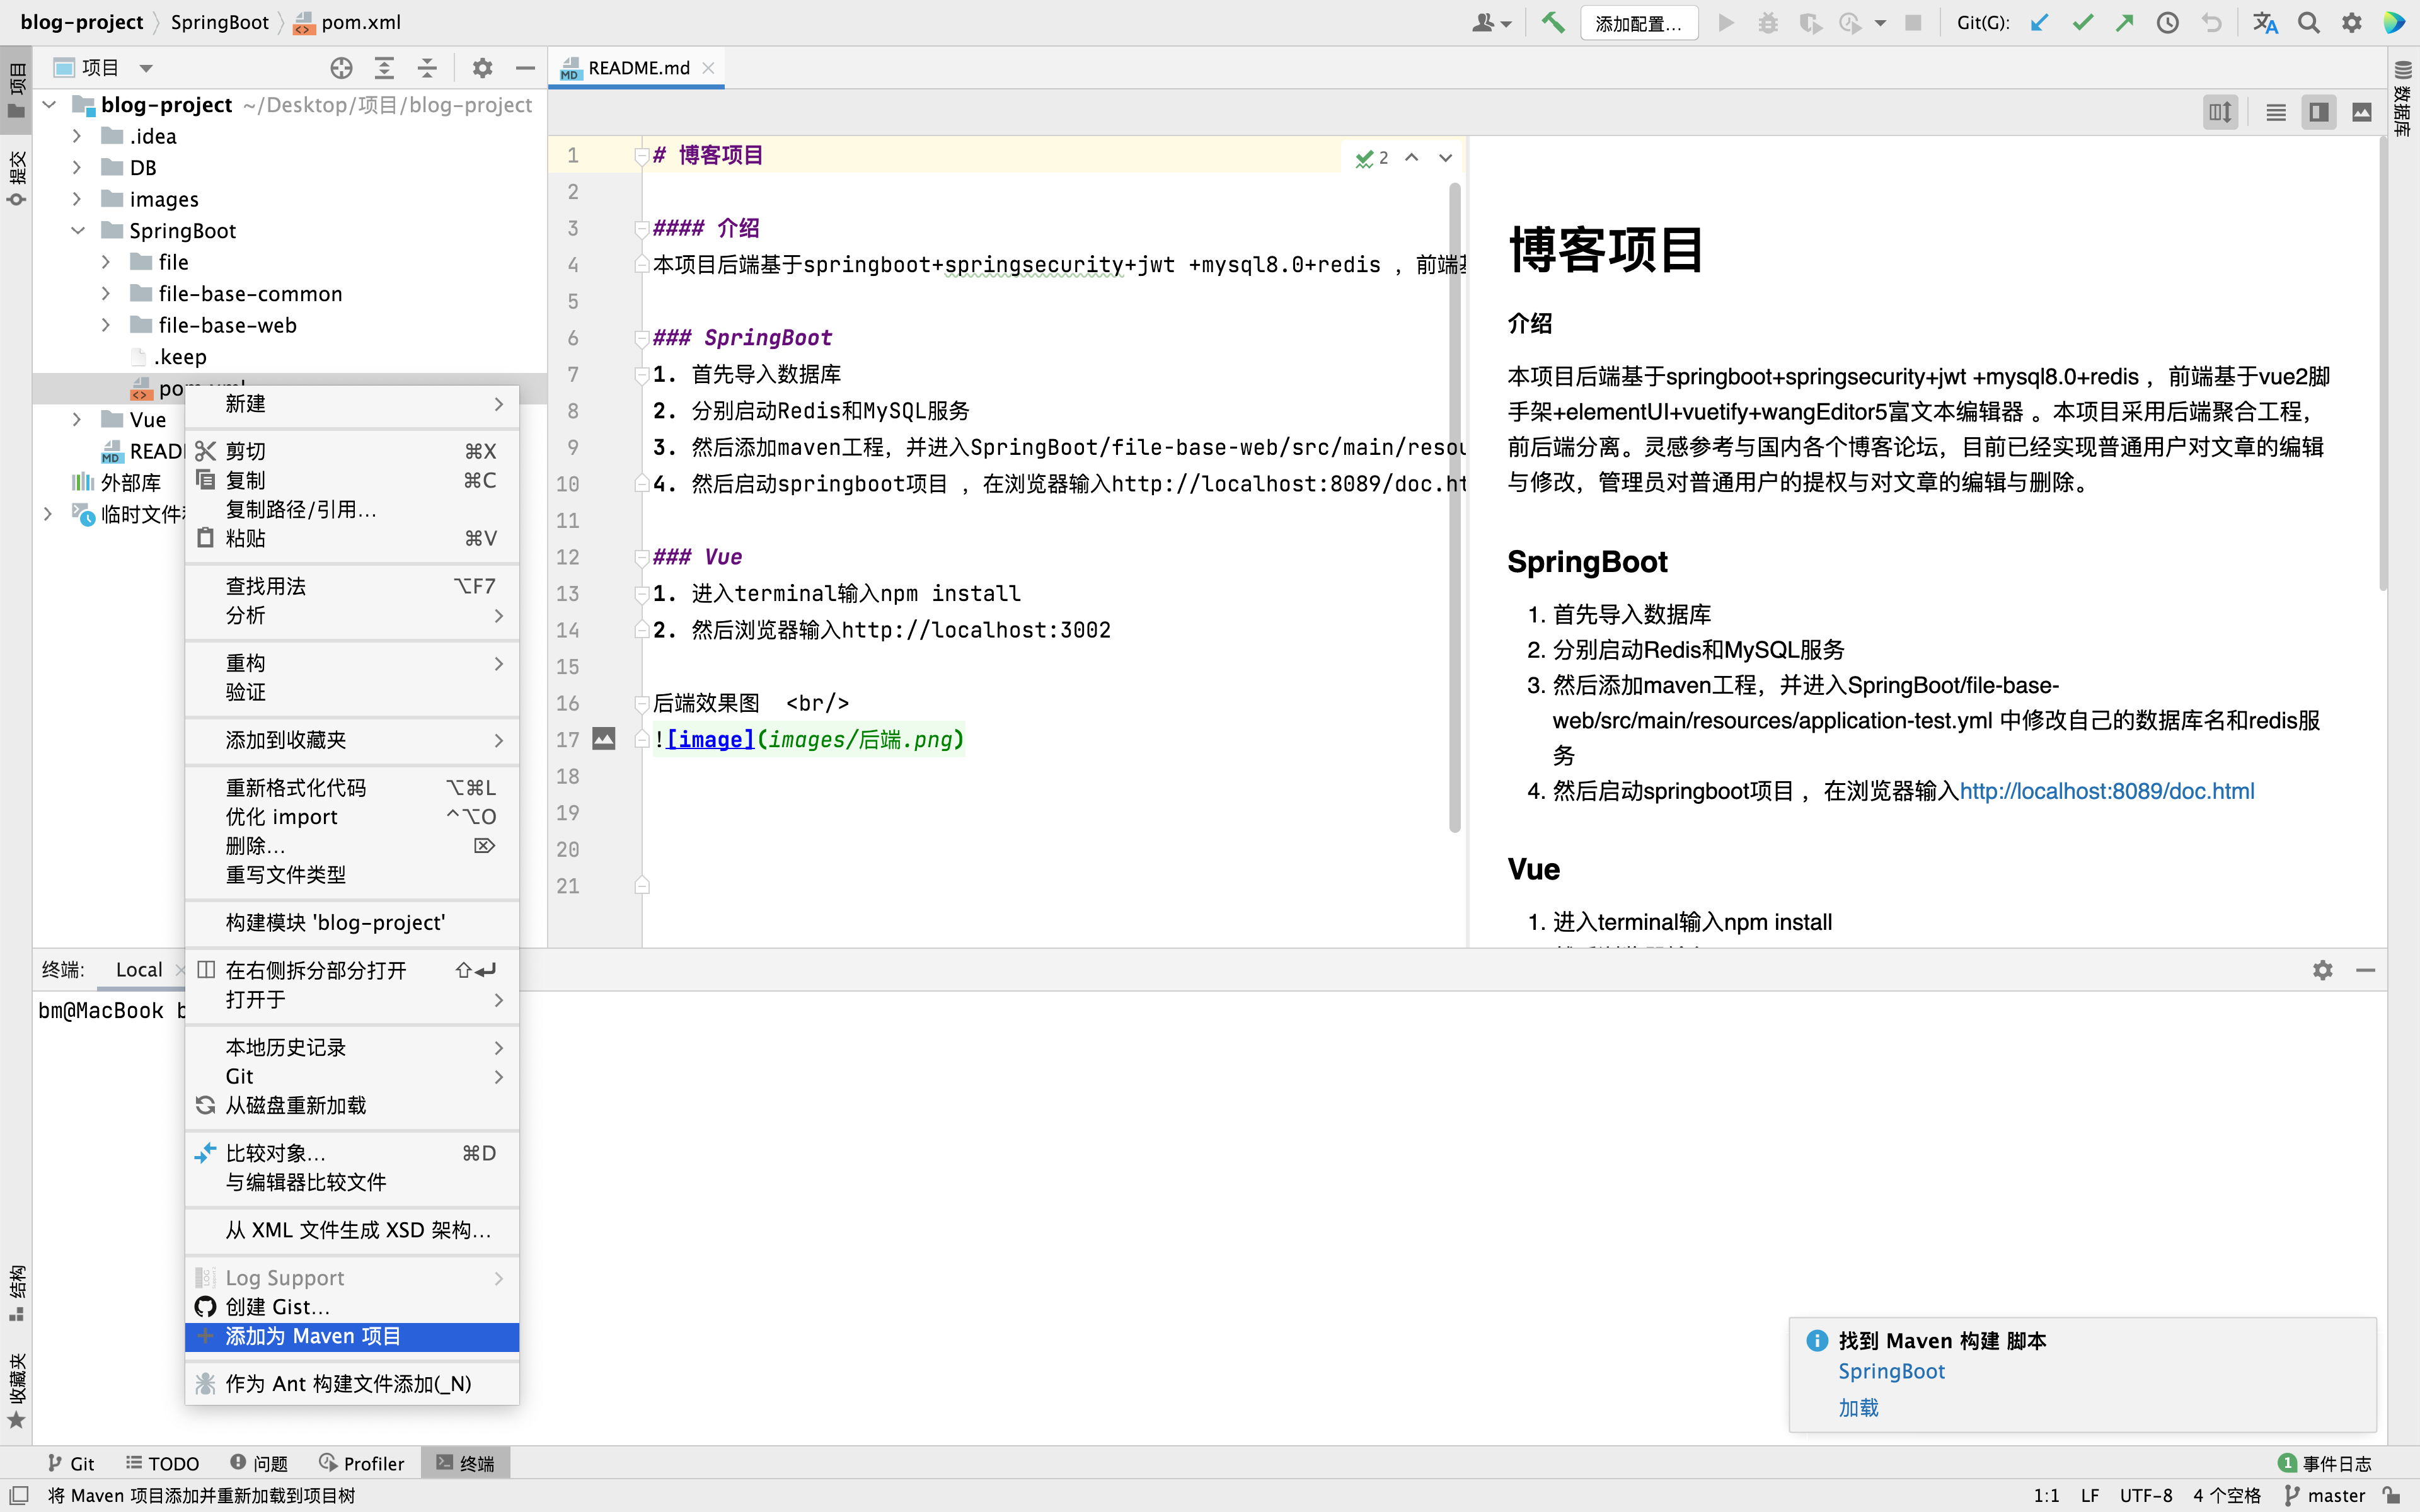 blog-project SpringBoot pom.xml
添加配置...
Git(G):
项目
提交
结构
收藏夹
数据库
项目
README.md
blog-project ~/Desktop/项目/blog-project
.idea
DB
images
SpringBoot
file
file-base-common
file-base-web
.keep
Vue
外部库
新建
剪切 ⌘X
复制 ⌘C
复制路径/引用...
粘贴 ⌘V
查找用法 ⌥F7
分析
重构
验证
添加到收藏夹
重新格式化代码 ⌥⌘L
优化 import ^⌥O
删除... ⌦
重写文件类型
构建模块 'blog-project'
在右侧拆分部分打开 ⇧↩
打开于
本地历史记录
Git
从磁盘重新加载
比较对象... ⌘D
与编辑器比较文件
从 XML 文件生成 XSD 架构...
Log Support
创建 Gist...
添加为 Maven 项目
作为 Ant 构建文件添加(_N)
2
1 # 博客项目
2
3 #### 介绍
4 本项目后端基于springboot+springsecurity+jwt +mysql8.0+redis ，前端
5
6 ### SpringBoot
7 1. 首先导入数据库
8 2. 分别启动Redis和MySQL服务
9 3. 然后添加maven工程，并进入SpringBoot/file-base-web/src/main/resou
10 4. 然后启动springboot项目 ，在浏览器输入http://localhost:8089/doc.ht
11
12 ### Vue
13 1. 进入terminal输入npm install
14 2. 然后浏览器输入http://localhost:3002
15
16 后端效果图 <br/>
17 ![image](images/后端.png)
18
19
20
21
博客项目
介绍
本项目后端基于springboot+springsecurity+jwt +mysql8.0+redis ，前端基于vue2脚
手架+elementUI+vuetify+wangEditor5富文本编辑器 。本项目采用后端聚合工程，
前后端分离。灵感参考与国内各个博客论坛，目前已经实现普通用户对文章的编辑
与修改，管理员对普通用户的提权与对文章的编辑与删除。
SpringBoot
1. 首先导入数据库
2. 分别启动Redis和MySQL服务
3. 然后添加maven工程，并进入SpringBoot/file-base-
web/src/main/resources/application-test.yml 中修改自己的数据库名和redis服
务
4. 然后启动springboot项目 ，在浏览器输入http://localhost:8089/doc.html
Vue
1. 进入terminal输入npm install
终端: Local
bm@MacBook b
找到 Maven 构建 脚本
SpringBoot
加载
Git TODO 问题 Profiler 终端
1 事件日志
将 Maven 项目添加并重新加载到项目树
1:1 LF UTF-8 4 个空格 master